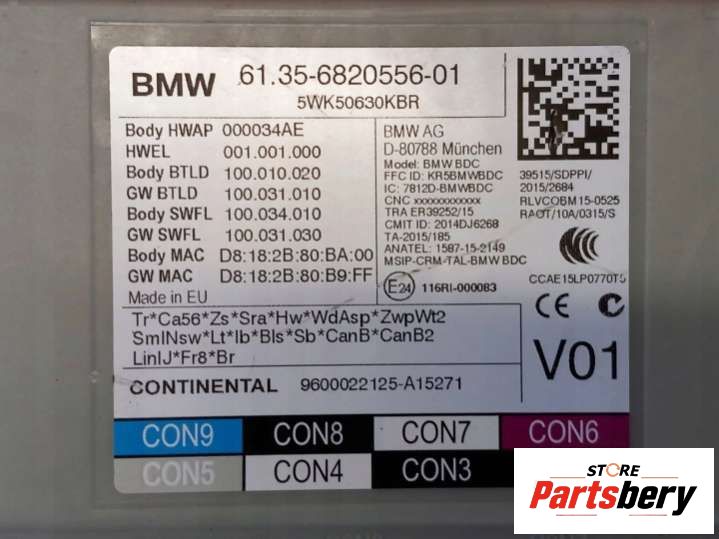 BMW 61.35-6820556-01
5WK50630KBR
Body HWAP 000034AE
HWEL 001.001.000
Body BTLD 100.010.020
GW BTLD 100.031.010
Body SWFL 100.034.010
GW SWFL 100.031.030
Body MAC D8:18:2B:80:BA:00
GW MAC D8:18:2B:80:B9:FF
Made in EU
BMW AG
D-80788 München
Model: BMW BDC
FFC ID: KR5BMWBDC
IC: 7812D-BMWBDC
CNC xxxxxxxxxxx
TRA ER39252/15
CMIT ID: 2014DJ6268
TA-2015/185
ANATEL: 1587-15-2149
MSIP-CRM-TAL-BMW BDC
E24 116RI-000083
39515/SDPPI/
2015/2684
RLVCOBM15-0525
RAOT/10A/0315/S
CCAE15LP0770T5
CE
V01
Tr*Ca56*Zs*Sra*Hw*WdAsp*ZwpWt2
SmlNsw*Lt*Ib*Bls*Sb*CanB*CanB2
LinIJ*Fr8*Br
CONTINENTAL 9600022125-A15271
CON9 CON8 CON7 CON6
CON5 CON4 CON3
STORE
Partsbery